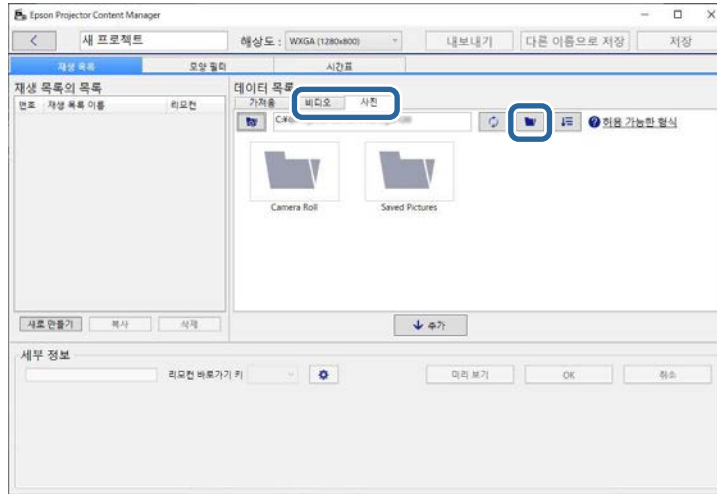 Epson Projector Content Manager
새 프로젝트 해상도 : WXGA (1280x800) 내보내기 다른 이름으로 저장 저장
재생 목록 모양 필터 시간표
재생 목록의 목록
번호 재생 목록 이름 리모컨
데이터 목록
가져옴 비디오 사진
허용 가능한 형식
Camera Roll Saved Pictures
새로 만들기 복사 삭제
추가
세부 정보
리모컨 바로가기 키 미리 보기 OK 취소